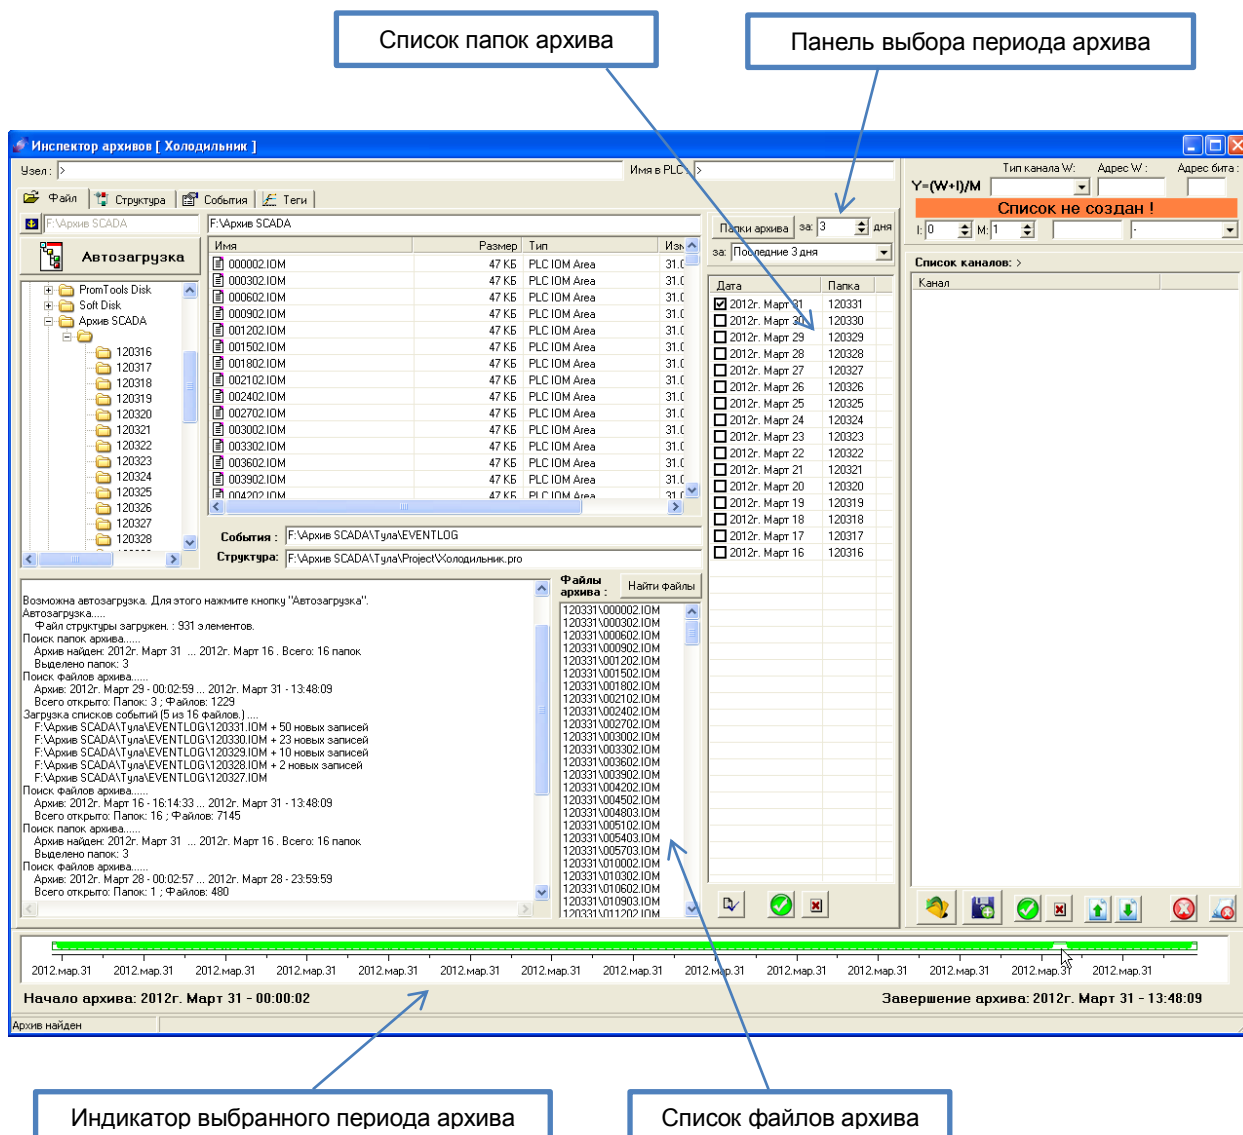 Список папок архива
Панель выбора периода архива
Инспектор архивов [ Холодильник ]
Узел : >
Имя в PLC : >
Тип канала W:
Адрес W :
Адрес бита :
Y=(W+I)/M
Список не создан !
I: 0
M: 1
-
Файл
Структура
События
Теги
F:\Архив SCADA
F:\Архив SCADA
Папки архива
за: 3 дня
за: Последние 3 дня
Автозагрузка
Имя Размер Тип
000002.IOM 47 КБ PLC IOM Area
000302.IOM 47 КБ PLC IOM Area
000602.IOM 47 КБ PLC IOM Area
000902.IOM 47 КБ PLC IOM Area
001202.IOM 47 КБ PLC IOM Area
001502.IOM 47 КБ PLC IOM Area
001802.IOM 47 КБ PLC IOM Area
002102.IOM 47 КБ PLC IOM Area
002402.IOM 47 КБ PLC IOM Area
002702.IOM 47 КБ PLC IOM Area
003002.IOM 47 КБ PLC IOM Area
003302.IOM 47 КБ PLC IOM Area
003602.IOM 47 КБ PLC IOM Area
003902.IOM 47 КБ PLC IOM Area
004202.IOM 47 КБ PLC IOM Area
PromTools Disk
Soft Disk
Архив SCADA
120316
120317
120318
120319
120320
120321
120322
120323
120324
120325
120326
120327
120328
События : F:\Архив SCADA\Тула\EVENTLOG
Структура: F:\Архив SCADA\Тула\Project\Холодильник.pro
Дата Папка
2012г. Март 31 120331
2012г. Март 30 120330
2012г. Март 29 120329
2012г. Март 28 120328
2012г. Март 27 120327
2012г. Март 26 120326
2012г. Март 25 120325
2012г. Март 24 120324
2012г. Март 23 120323
2012г. Март 22 120322
2012г. Март 21 120321
2012г. Март 20 120320
2012г. Март 19 120319
2012г. Март 18 120318
2012г. Март 17 120317
2012г. Март 16 120316
Список каналов: >
Канал
Возможна автозагрузка. Для этого нажмите кнопку "Автозагрузка".
Автозагрузка.....
Файл структуры загружен. : 931 элементов.
Поиск папок архива......
Архив найден: 2012г. Март 31 ... 2012г. Март 16 . Всего: 16 папок
Выделено папок: 3
Поиск файлов архива......
Архив: 2012г. Март 29 - 00:02:59 ... 2012г. Март 31 - 13:48:09
Всего открыто: Папок: 3 ; Файлов: 1229
Загрузка списков событий (5 из 16 файлов.) ....
F:\Архив SCADA\Тула\EVENTLOG\120331.IOM + 50 новых записей
F:\Архив SCADA\Тула\EVENTLOG\120330.IOM + 23 новых записей
F:\Архив SCADA\Тула\EVENTLOG\120329.IOM + 10 новых записей
F:\Архив SCADA\Тула\EVENTLOG\120328.IOM + 2 новых записей
F:\Архив SCADA\Тула\EVENTLOG\120327.IOM
Поиск файлов архива......
Архив: 2012г. Март 16 - 16:14:33 ... 2012г. Март 31 - 13:48:09
Всего открыто: Папок: 16 ; Файлов: 7145
Поиск папок архива......
Архив найден: 2012г. Март 31 ... 2012г. Март 16 . Всего: 16 папок
Выделено папок: 3
Поиск файлов архива......
Архив: 2012г. Март 28 - 00:02:57 ... 2012г. Март 28 - 23:59:59
Всего открыто: Папок: 1 ; Файлов: 480
Файлы
архива :
Найти файлы
120331\000002.IOM
120331\000302.IOM
120331\000602.IOM
120331\000902.IOM
120331\001202.IOM
120331\001502.IOM
120331\001802.IOM
120331\002102.IOM
120331\002402.IOM
120331\002702.IOM
120331\003002.IOM
120331\003302.IOM
120331\003602.IOM
120331\003902.IOM
120331\004202.IOM
120331\004502.IOM
120331\004803.IOM
120331\005102.IOM
120331\005403.IOM
120331\005703.IOM
120331\010002.IOM
120331\010302.IOM
120331\010602.IOM
120331\010903.IOM
120331\011202.IOM
2012.мар.31 2012.мар.31 2012.мар.31 2012.мар.31 2012.мар.31 2012.мар.31 2012.мар.31 2012.мар.31 2012.мар.31 2012.мар.31 2012.мар.31 2012.мар.31 2012.мар.31 2012.мар.31
Начало архива: 2012г. Март 31 - 00:00:02
Завершение архива: 2012г. Март 31 - 13:48:09
Архив найден
Индикатор выбранного периода архива
Список файлов архива